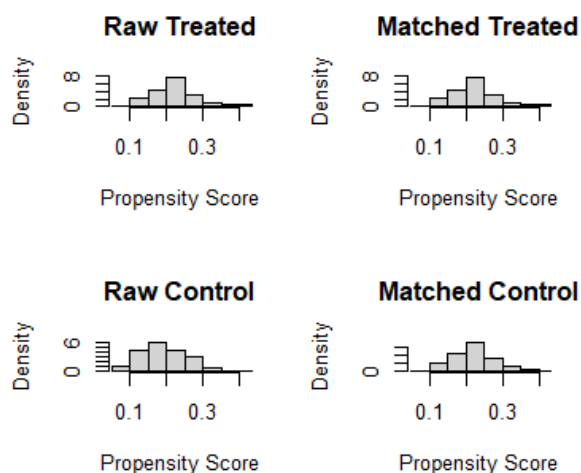 Raw Treated
Density
8
0
0.1 0.3
Propensity Score
Matched Treated
Density
8
0
0.1 0.3
Propensity Score
Raw Control
Density
6
0
0.1 0.3
Propensity Score
Matched Control
Density
0
0.1 0.3
Propensity Score